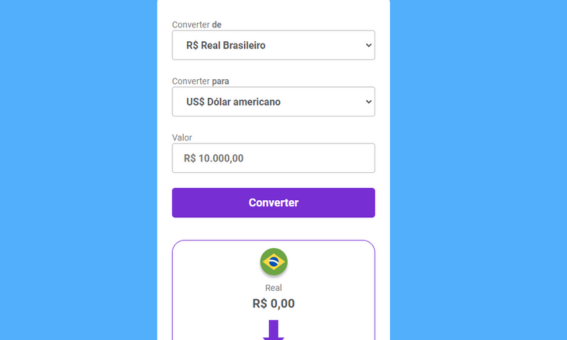 Converter de
R$ Real Brasileiro
Converter para
US$ Dólar americano
Valor
R$ 10.000,00
Converter
Real
R$ 0,00